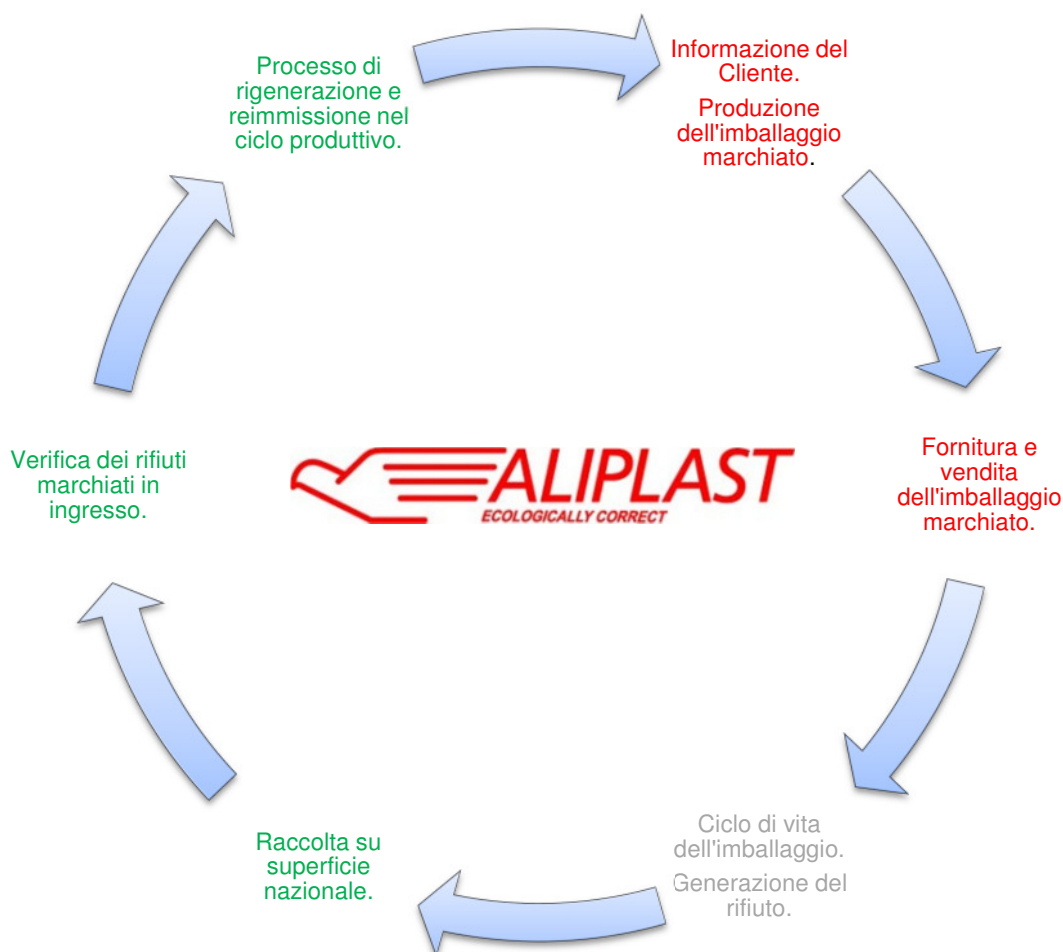 Informazione del
Cliente.
Produzione
dell'imballaggio
marchiato.
Fornitura e
vendita
dell'imballaggio
marchiato.
Ciclo di vita
dell'imballaggio.
Generazione del
rifiuto.
Raccolta su
superficie
nazionale.
Verifica dei rifiuti
marchiati in
ingresso.
Processo di
rigenerazione e
reimmissione nel
ciclo produttivo.
ALIPLAST
ECOLOGICALLY CORRECT